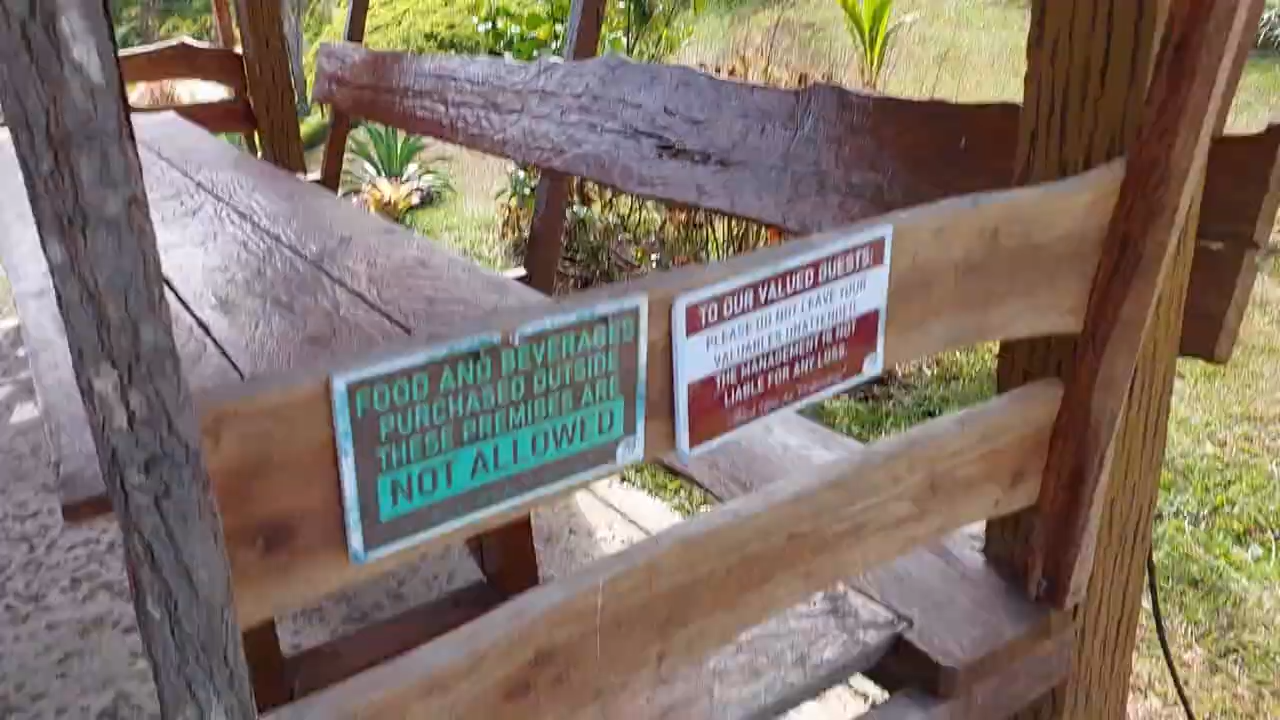 FOOD AND BEVERAGES
PURCHASED OUTSIDE
THESE PREMISES ARE
NOT ALLOWED
TO OUR VALUED GUESTS!
PLEASE DO NOT LEAVE YOUR
VALUABLES UNATTENDED
THE MANAGEMENT IS NOT
LIABLE FOR ANY LOSS